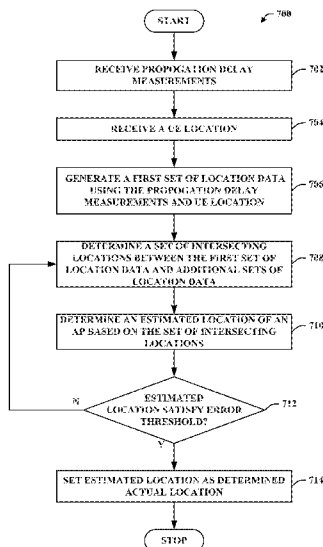 START
700
RECEIVE PROPOGATION DELAY
MEASUREMENTS
702
RECEIVE A UE LOCATION
704
GENERATE A FIRST SET OF LOCATION DATA
USING THE PROPOGATION DELAY
MEASUREMENTS AND UE LOCATION
706
DETERMINE A SET OF INTERSECTING
LOCATIONS BETWEEN THE FIRST SET OF
LOCATION DATA AND ADDITIONAL SETS OF
LOCATION DATA
708
DETERMINE AN ESTIMATED LOCATION OF AN
AP BASED ON THE SET OF INTERSECTING
LOCATIONS
710
N
ESTIMATED
LOCATION SATISFY ERROR
THRESHOLD?
712
Y
SET ESTIMATED LOCATION AS DETERMINED
ACTUAL LOCATION
714
STOP